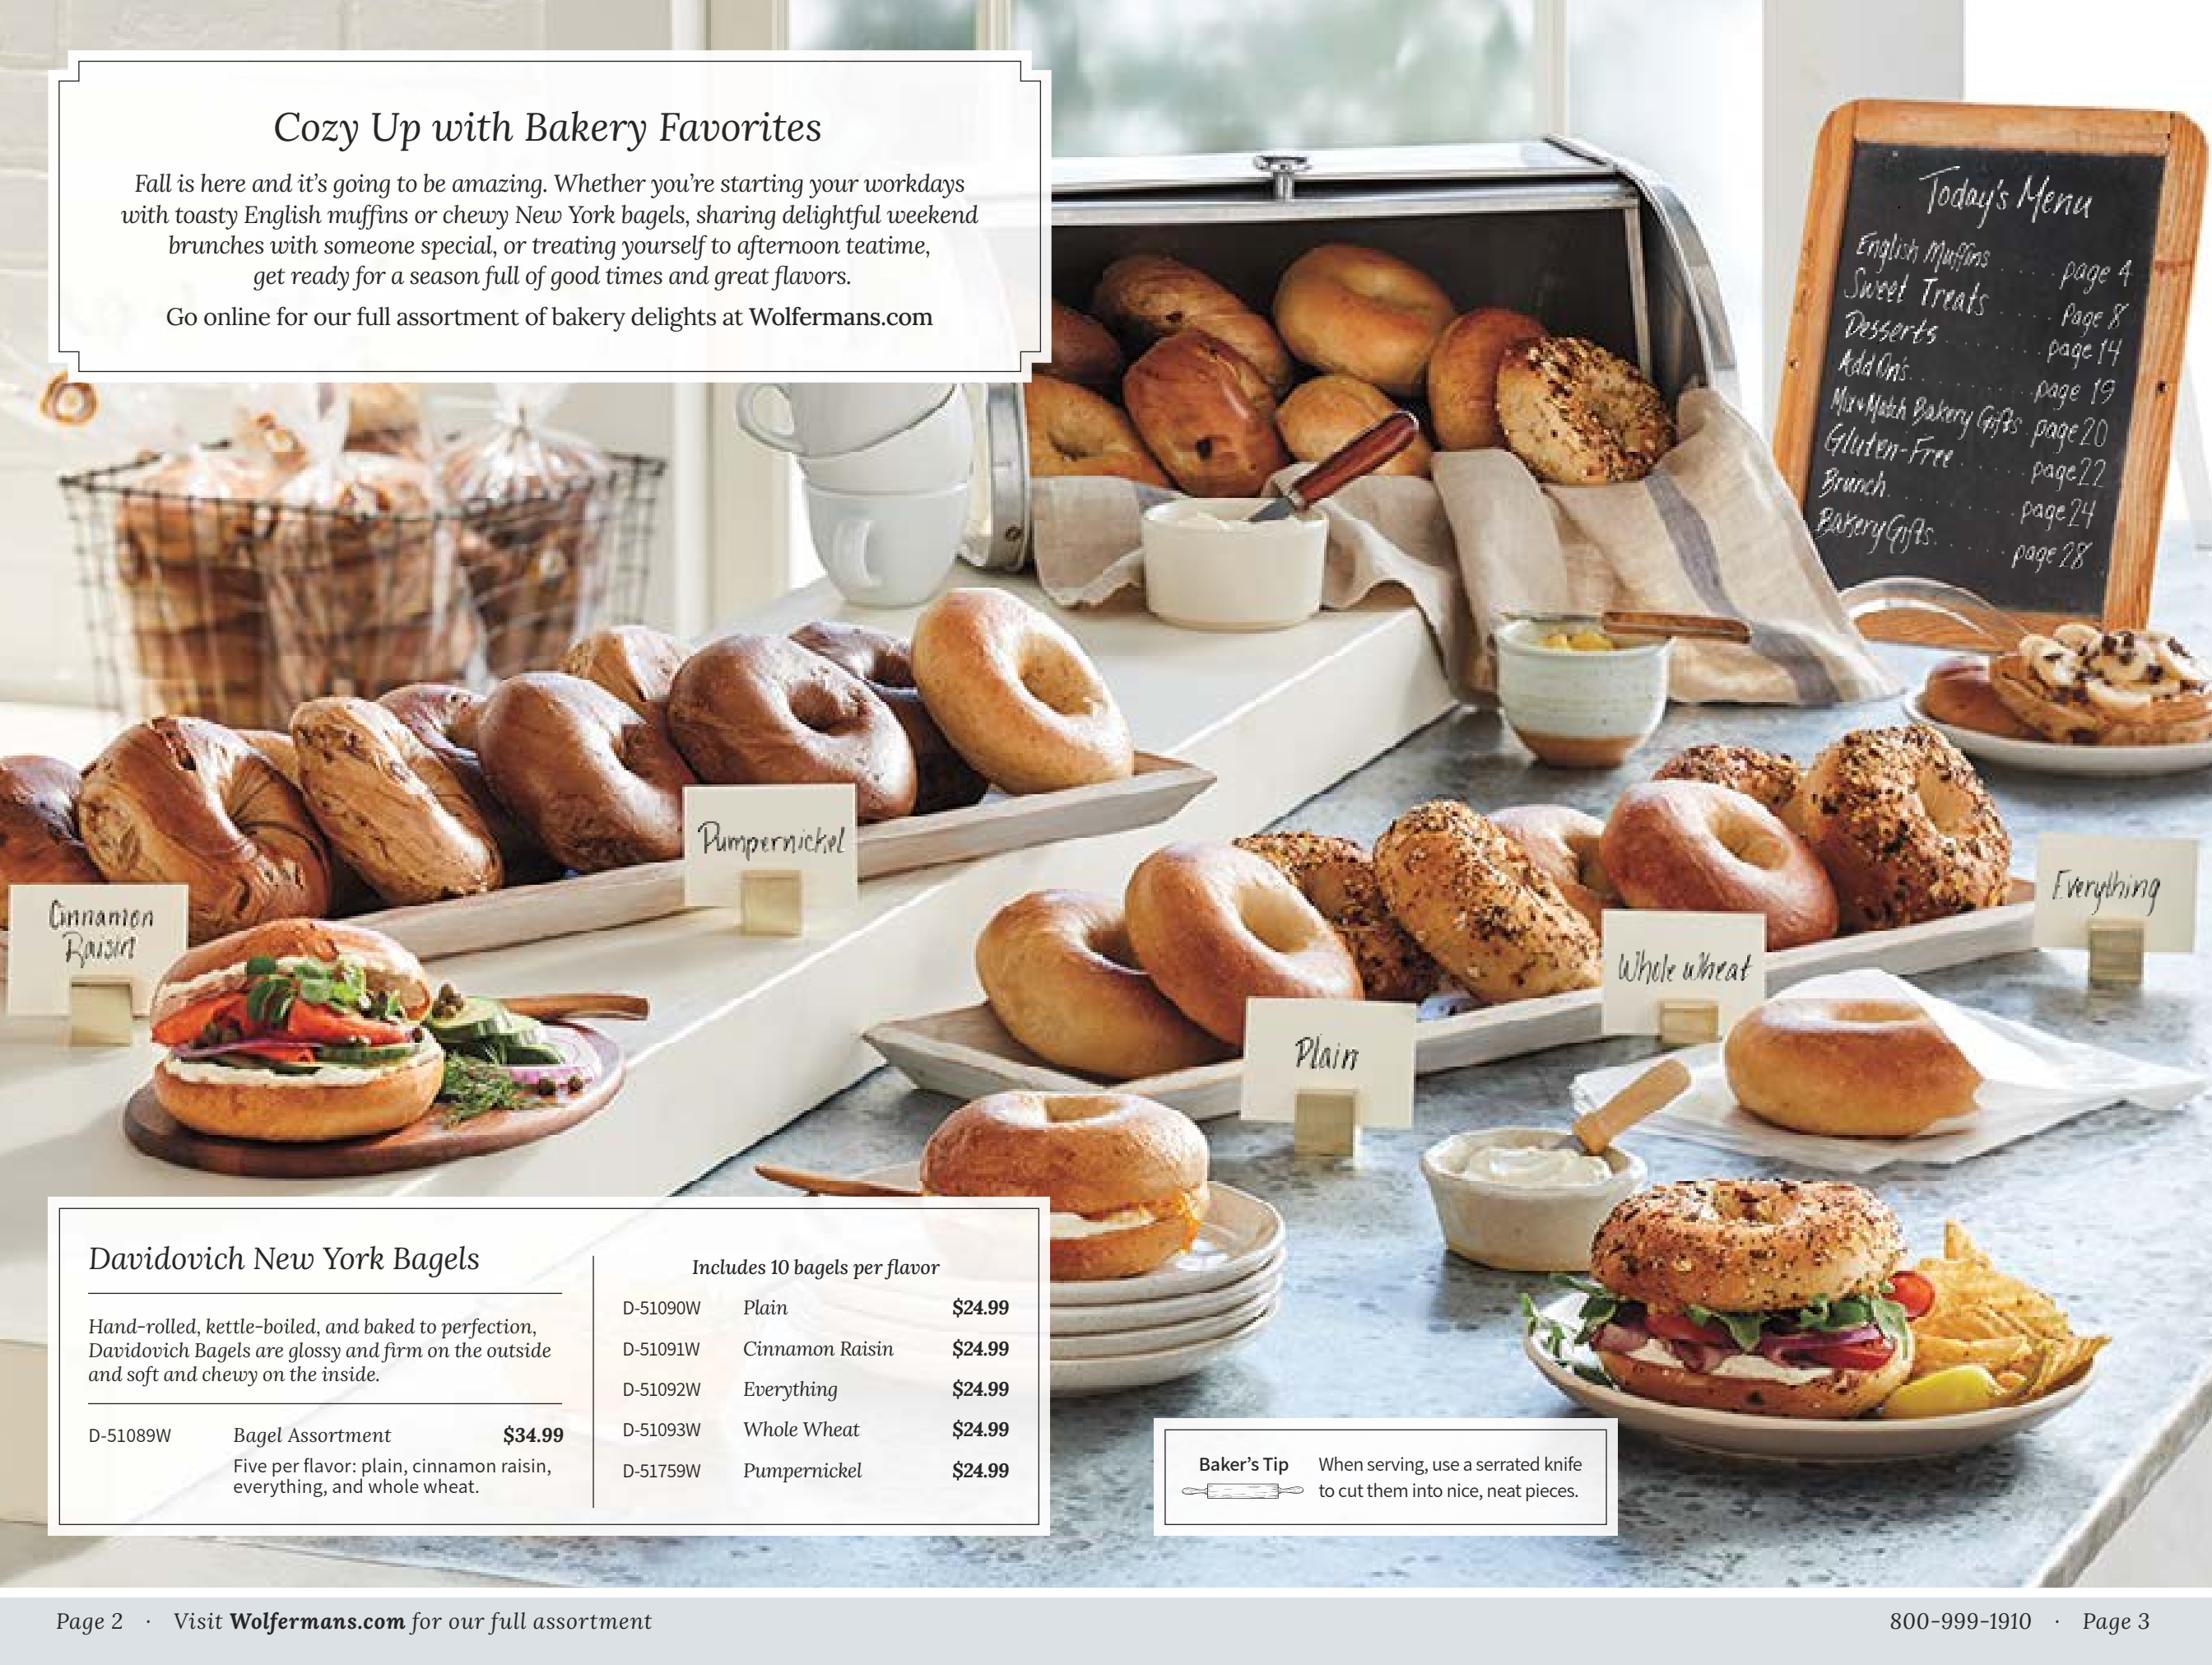 Cozy Up with Bakery Favorites
Fall is here and it's going to be amazing. Whether you're starting your workdays
with toasty English muffins or chewy New York bagels, sharing delightful weekend
brunches with someone special, or treating yourself to afternoon teatime,
get ready for a season full of good times and great flavors.
Go online for our full assortment of bakery delights at Wolfermans.com
Today's Menu
English Muffins . . . . . page 4
Sweet Treats . . . . . Page 8
Desserts . . . . . . . . . . page 14
Add On's . . . . . . . . . . page 19
Mix+Match Bakery Gifts . page 20
Gluten-Free . . . . . . page 22
Brunch . . . . . . . . . . . page 24
Bakery Gifts . . . . . . . page 28
Cinnamon
Raisin
Pumpernickel
Plain
Whole wheat
Everything
Davidovich New York Bagels
Hand-rolled, kettle-boiled, and baked to perfection,
Davidovich Bagels are glossy and firm on the outside
and soft and chewy on the inside.
D-51089W Bagel Assortment $34.99
Five per flavor: plain, cinnamon raisin,
everything, and whole wheat.
Includes 10 bagels per flavor
D-51090W Plain $24.99
D-51091W Cinnamon Raisin $24.99
D-51092W Everything $24.99
D-51093W Whole Wheat $24.99
D-51759W Pumpernickel $24.99
Baker's Tip
When serving, use a serrated knife
to cut them into nice, neat pieces.
Page 2 · Visit Wolfermans.com for our full assortment
800-999-1910 · Page 3